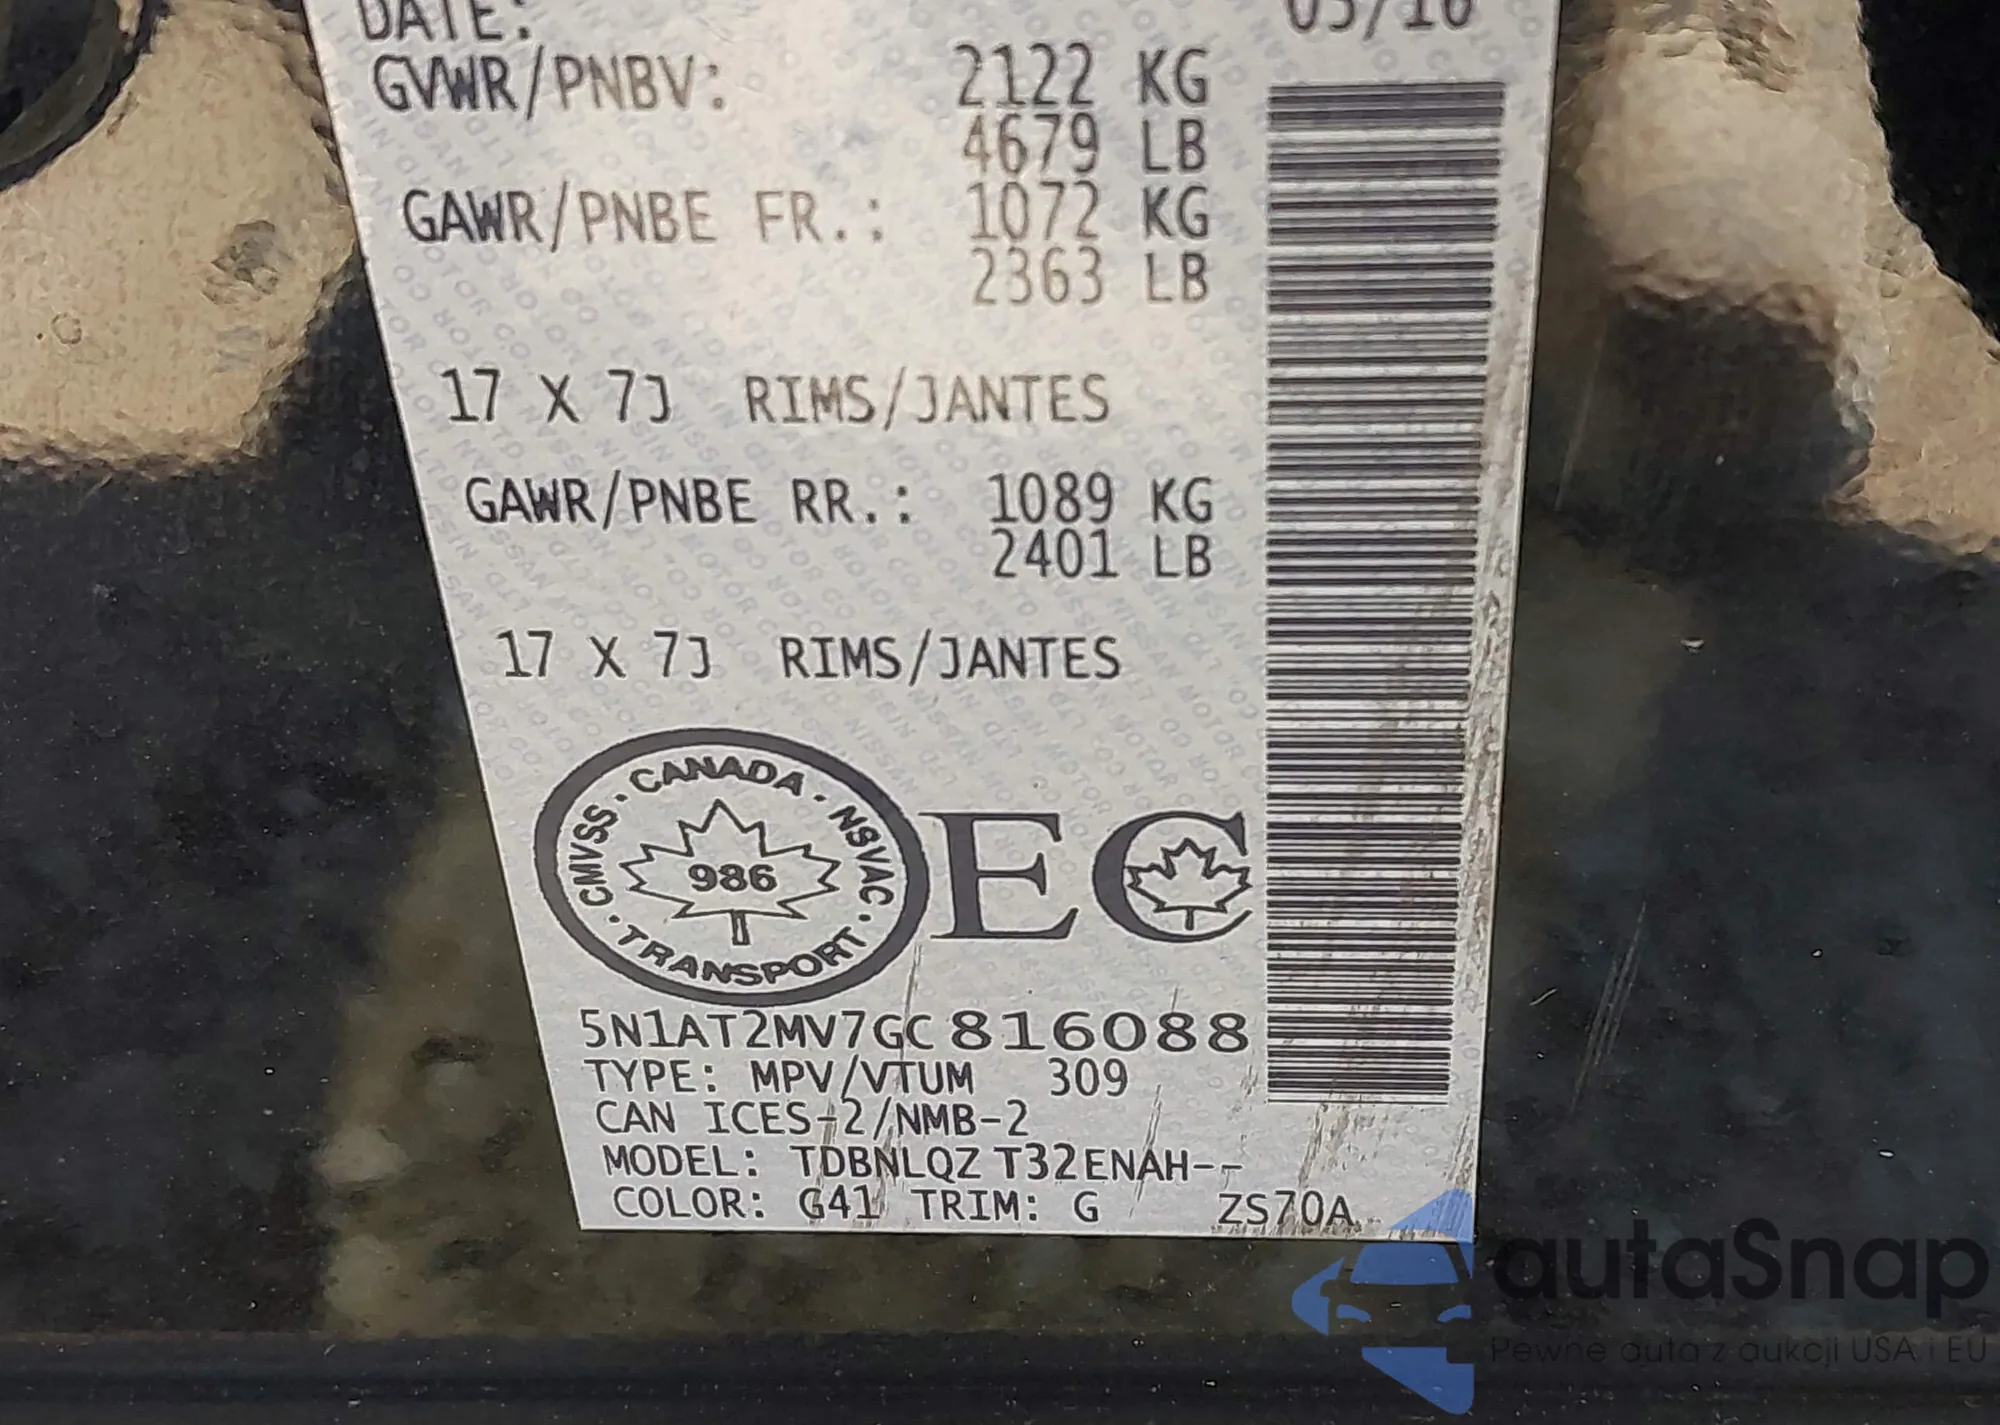 DATE: 05/16
GVWR/PNBV: 2122 KG
4679 LB
GAWR/PNBE FR.: 1072 KG
2363 LB
17 X 7J RIMS/JANTES
GAWR/PNBE RR.: 1089 KG
2401 LB
17 X 7J RIMS/JANTES
CANADA · NSVAC · TRANSPORT · CMVSS ·
986
EC
5N1AT2MV7GC816088
TYPE: MPV/VTUM 309
CAN ICES-2/NMB-2
MODEL: TDBNLQZ T32ENAH--
COLOR: G41 TRIM: G ZS70A
autaSnap
Pewne auta z aukcji USA i EU